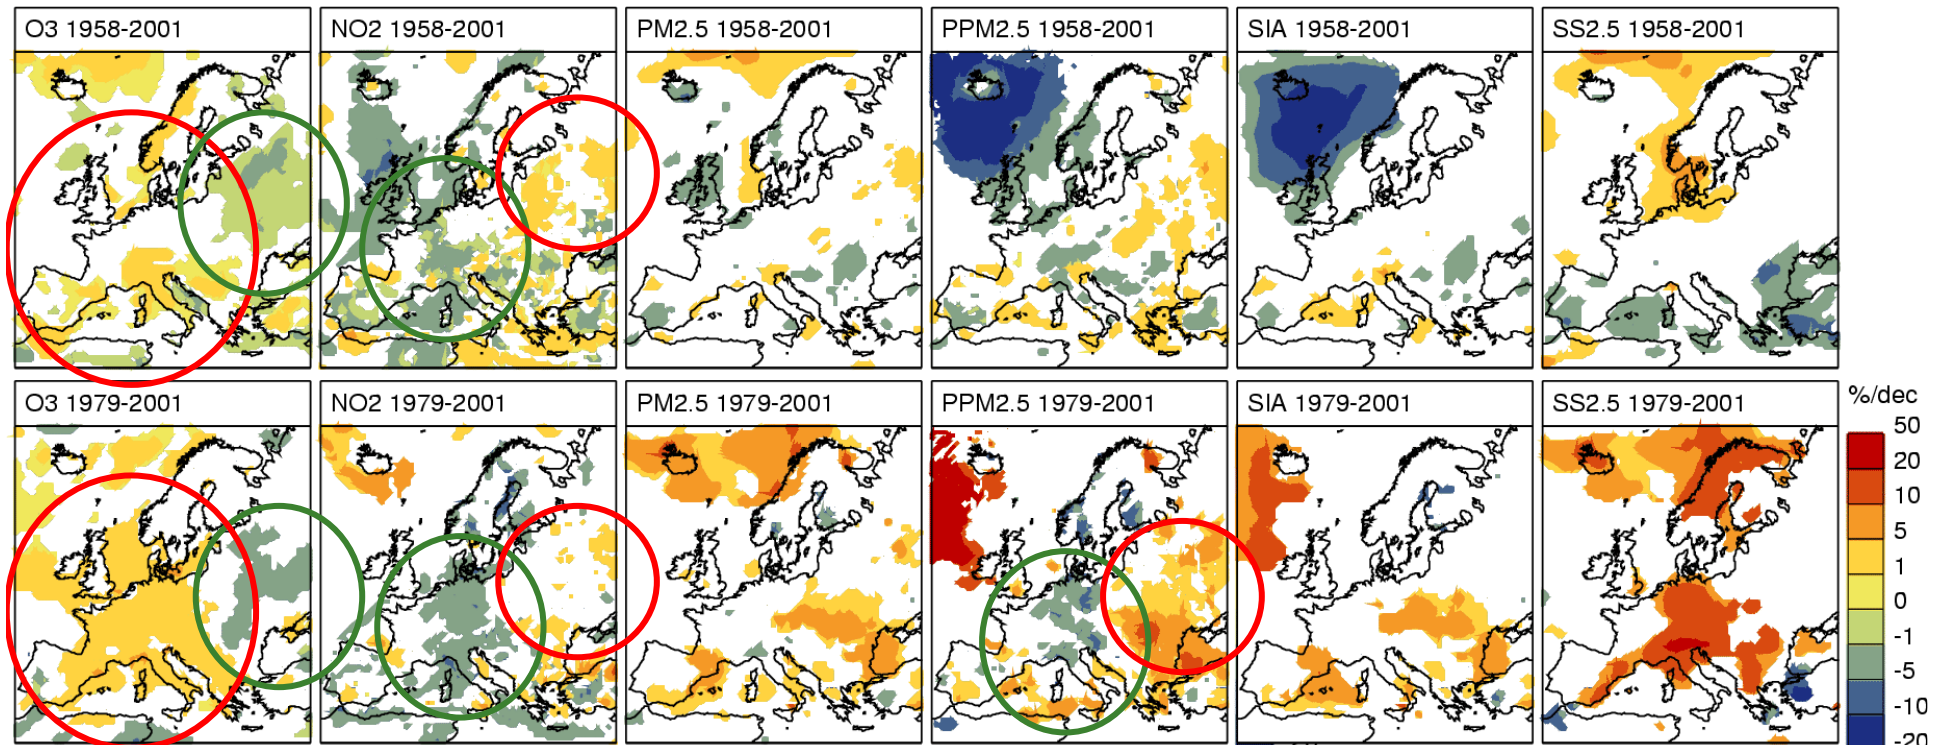 O3 1958-2001
NO2 1958-2001
PM2.5 1958-2001
PPM2.5 1958-2001
SIA 1958-2001
SS2.5 1958-2001
O3 1979-2001
NO2 1979-2001
PM2.5 1979-2001
PPM2.5 1979-2001
SIA 1979-2001
SS2.5 1979-2001
%/dec
50
20
10
5
1
0
-1
-5
-10
-20